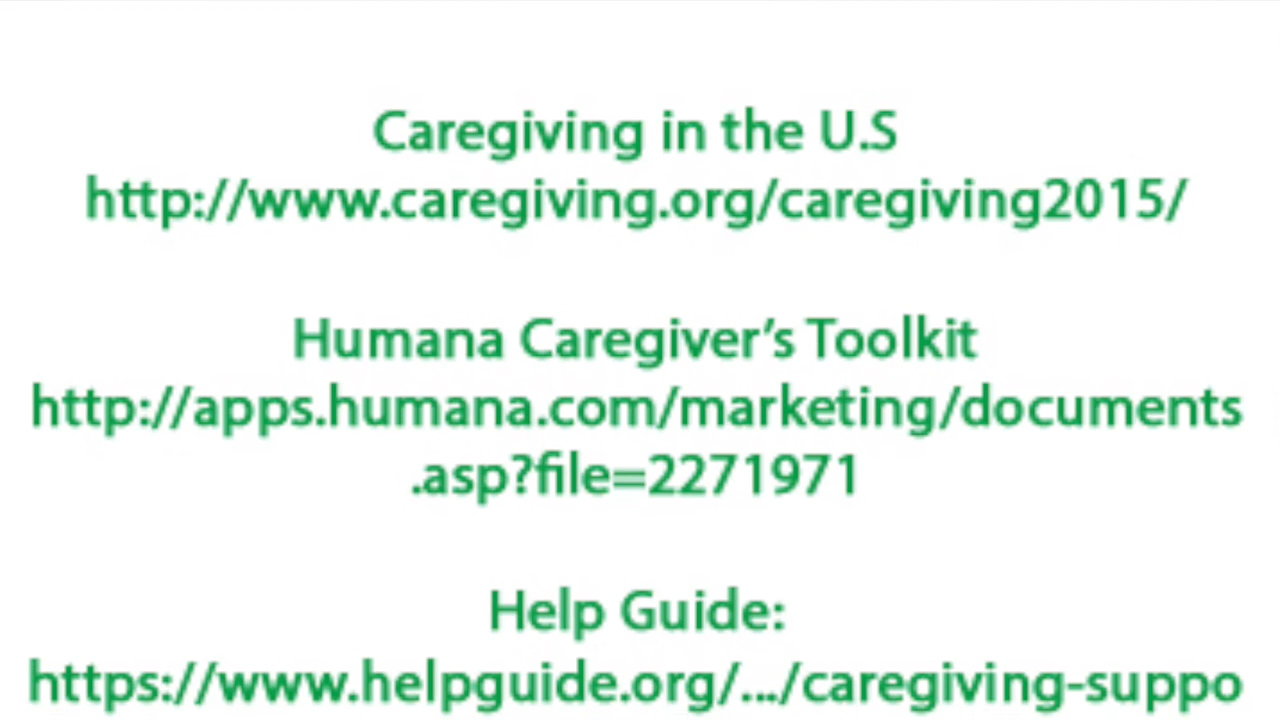 Caregiving in the U.S
http://www.caregiving.org/caregiving2015/
Humana Caregiver’s Toolkit
http://apps.humana.com/marketing/documents
.asp?file=2271971
Help Guide:
https://www.helpguide.org/.../caregiving-suppo